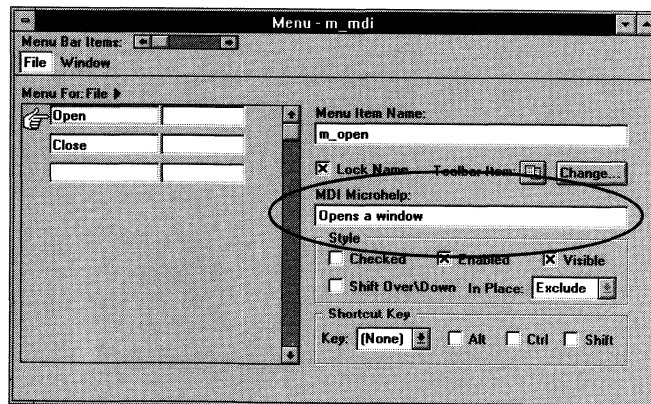 Menu - m_mdi
Menu Bar Items:
File Window
Menu For: File
Open
Close
Menu Item Name:
m_open
Lock Name Toolbar Item: Change...
MDI Microhelp:
Opens a window
Style
Checked Enabled Visible
Shift Over\Down In Place: Exclude
Shortcut Key
Key: (None) Alt Ctrl Shift